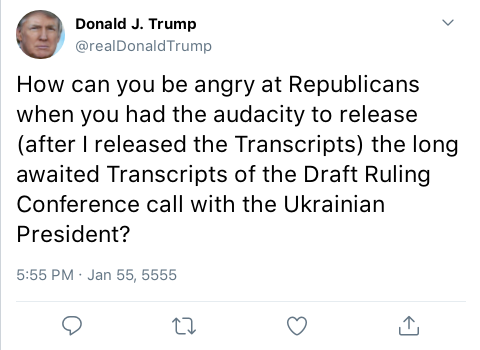 Donald J. Trump
@realDonaldTrump
How can you be angry at Republicans
when you had the audacity to release
(after I released the Transcripts) the long
awaited Transcripts of the Draft Ruling
Conference call with the Ukrainian
President?
5:55 PM · Jan 55, 5555